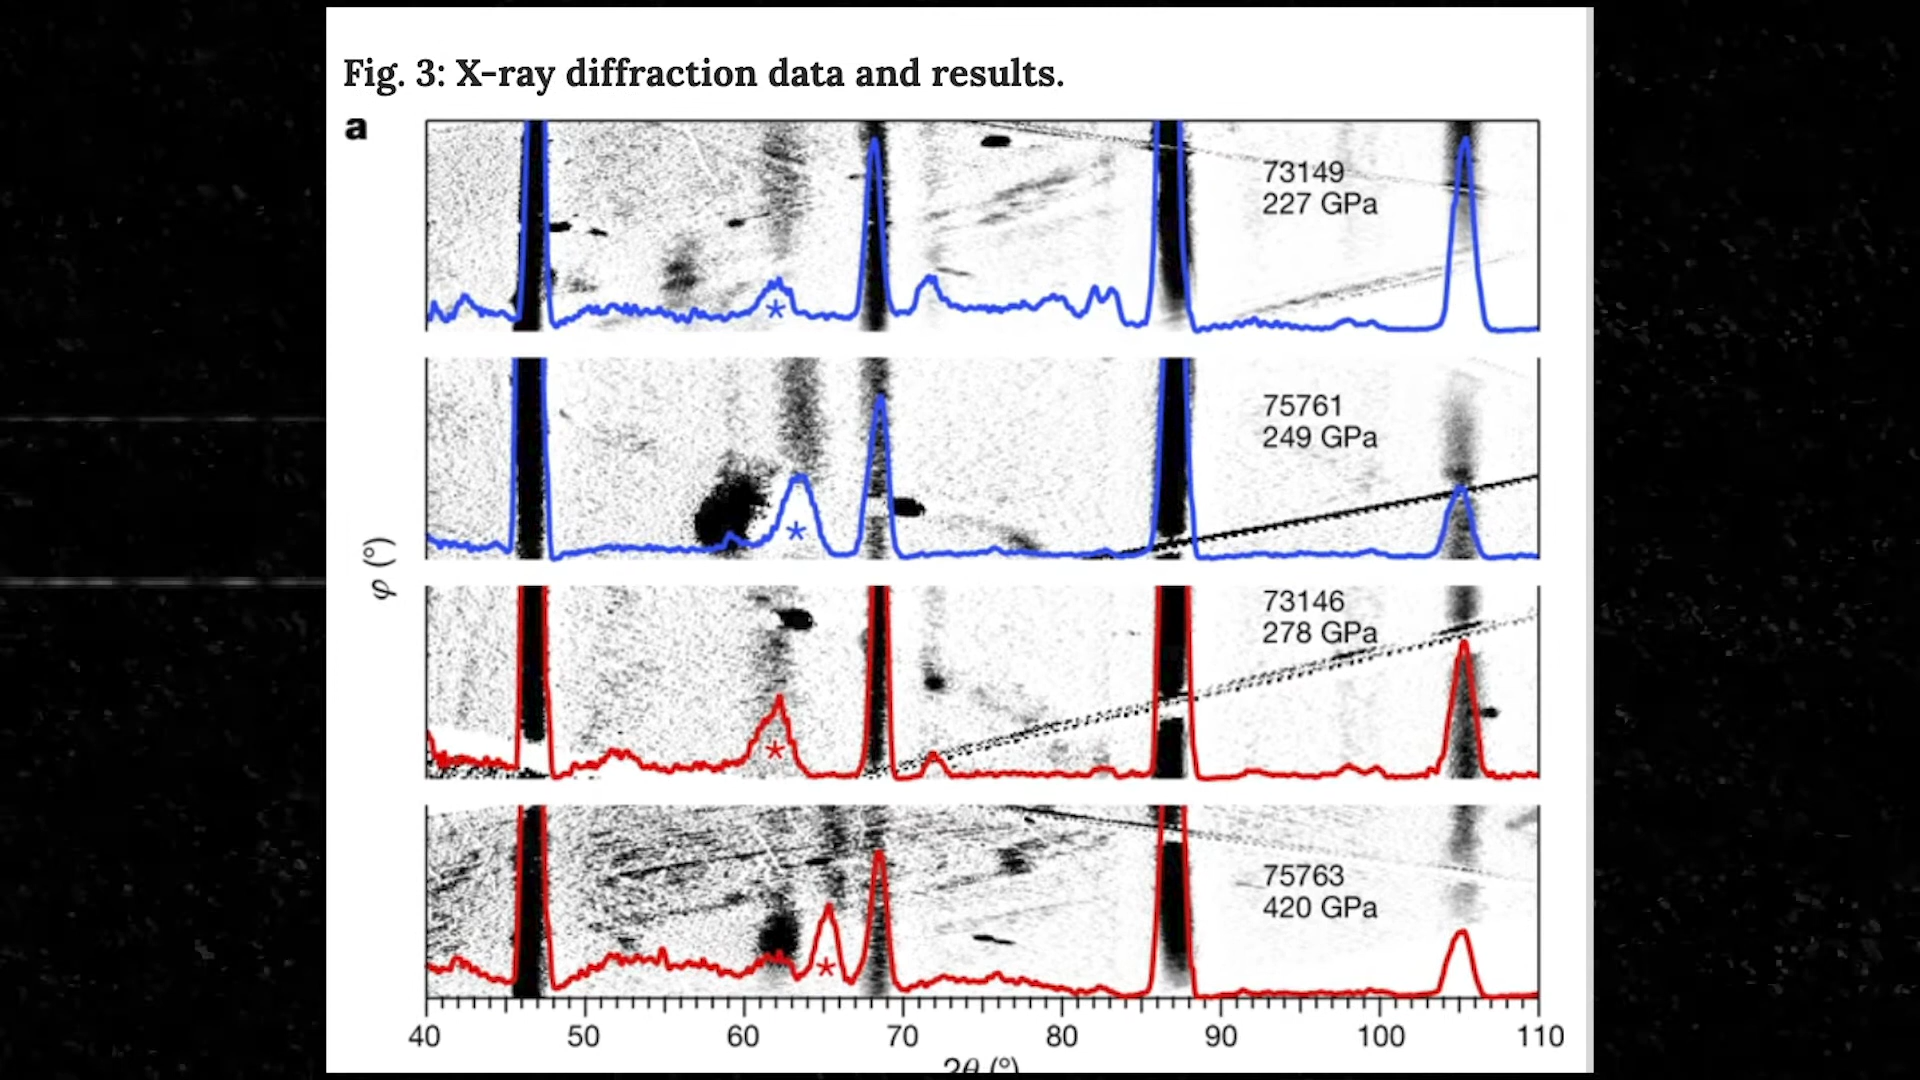 Fig. 3: X-ray diffraction data and results.
a
73149
227 GPa
*
75761
249 GPa
*
φ (°)
73146
278 GPa
*
75763
420 GPa
*
40 50 60 70 80 90 100 110
2θ (°)